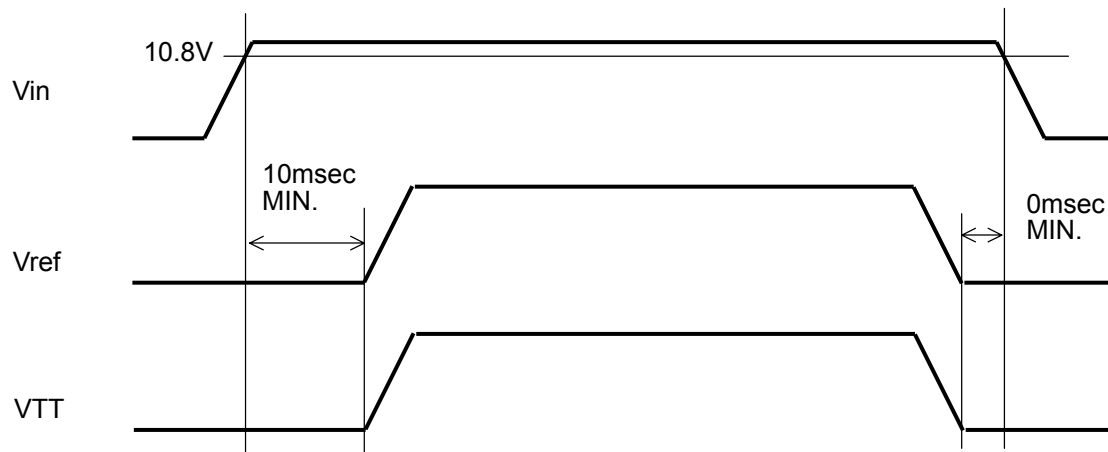 10.8V
Vin
10msec
MIN.
0msec
MIN.
Vref
VTT